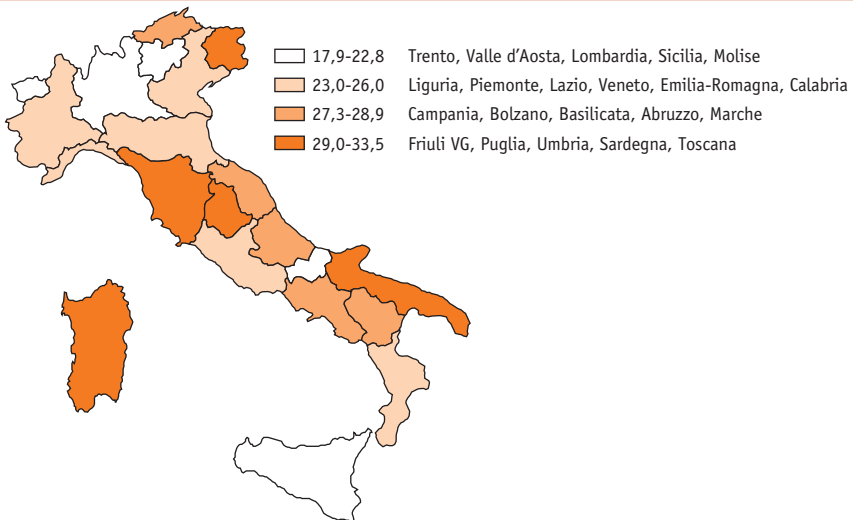 17,9-22,8 Trento, Valle d’Aosta, Lombardia, Sicilia, Molise
23,0-26,0 Liguria, Piemonte, Lazio, Veneto, Emilia-Romagna, Calabria
27,3-28,9 Campania, Bolzano, Basilicata, Abruzzo, Marche
29,0-33,5 Friuli VG, Puglia, Umbria, Sardegna, Toscana